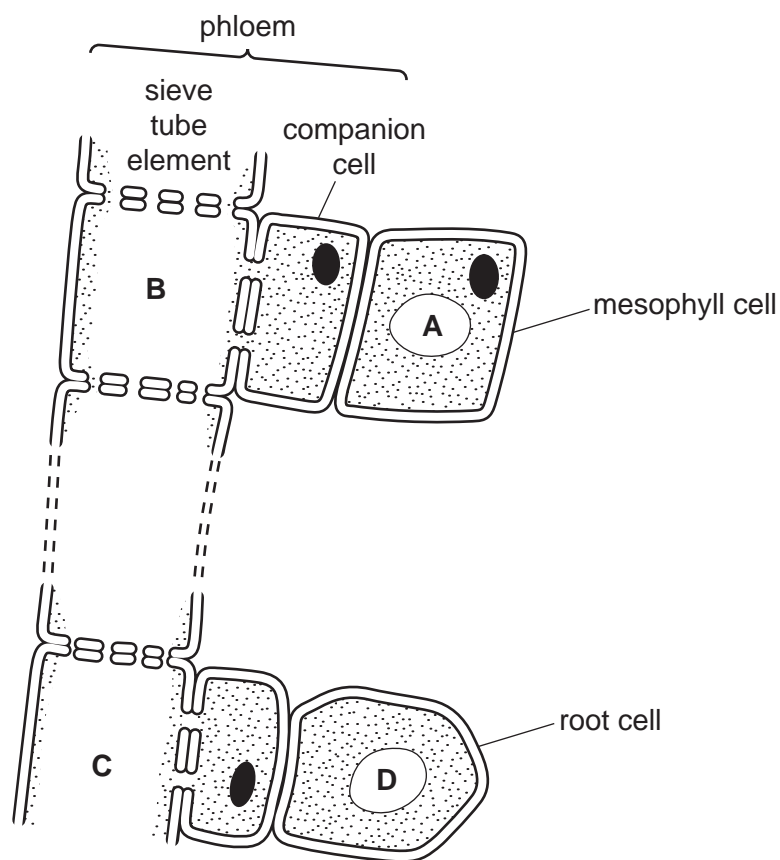 phloem
sieve
tube
element
companion
cell
B
A
mesophyll cell
root cell
C
D